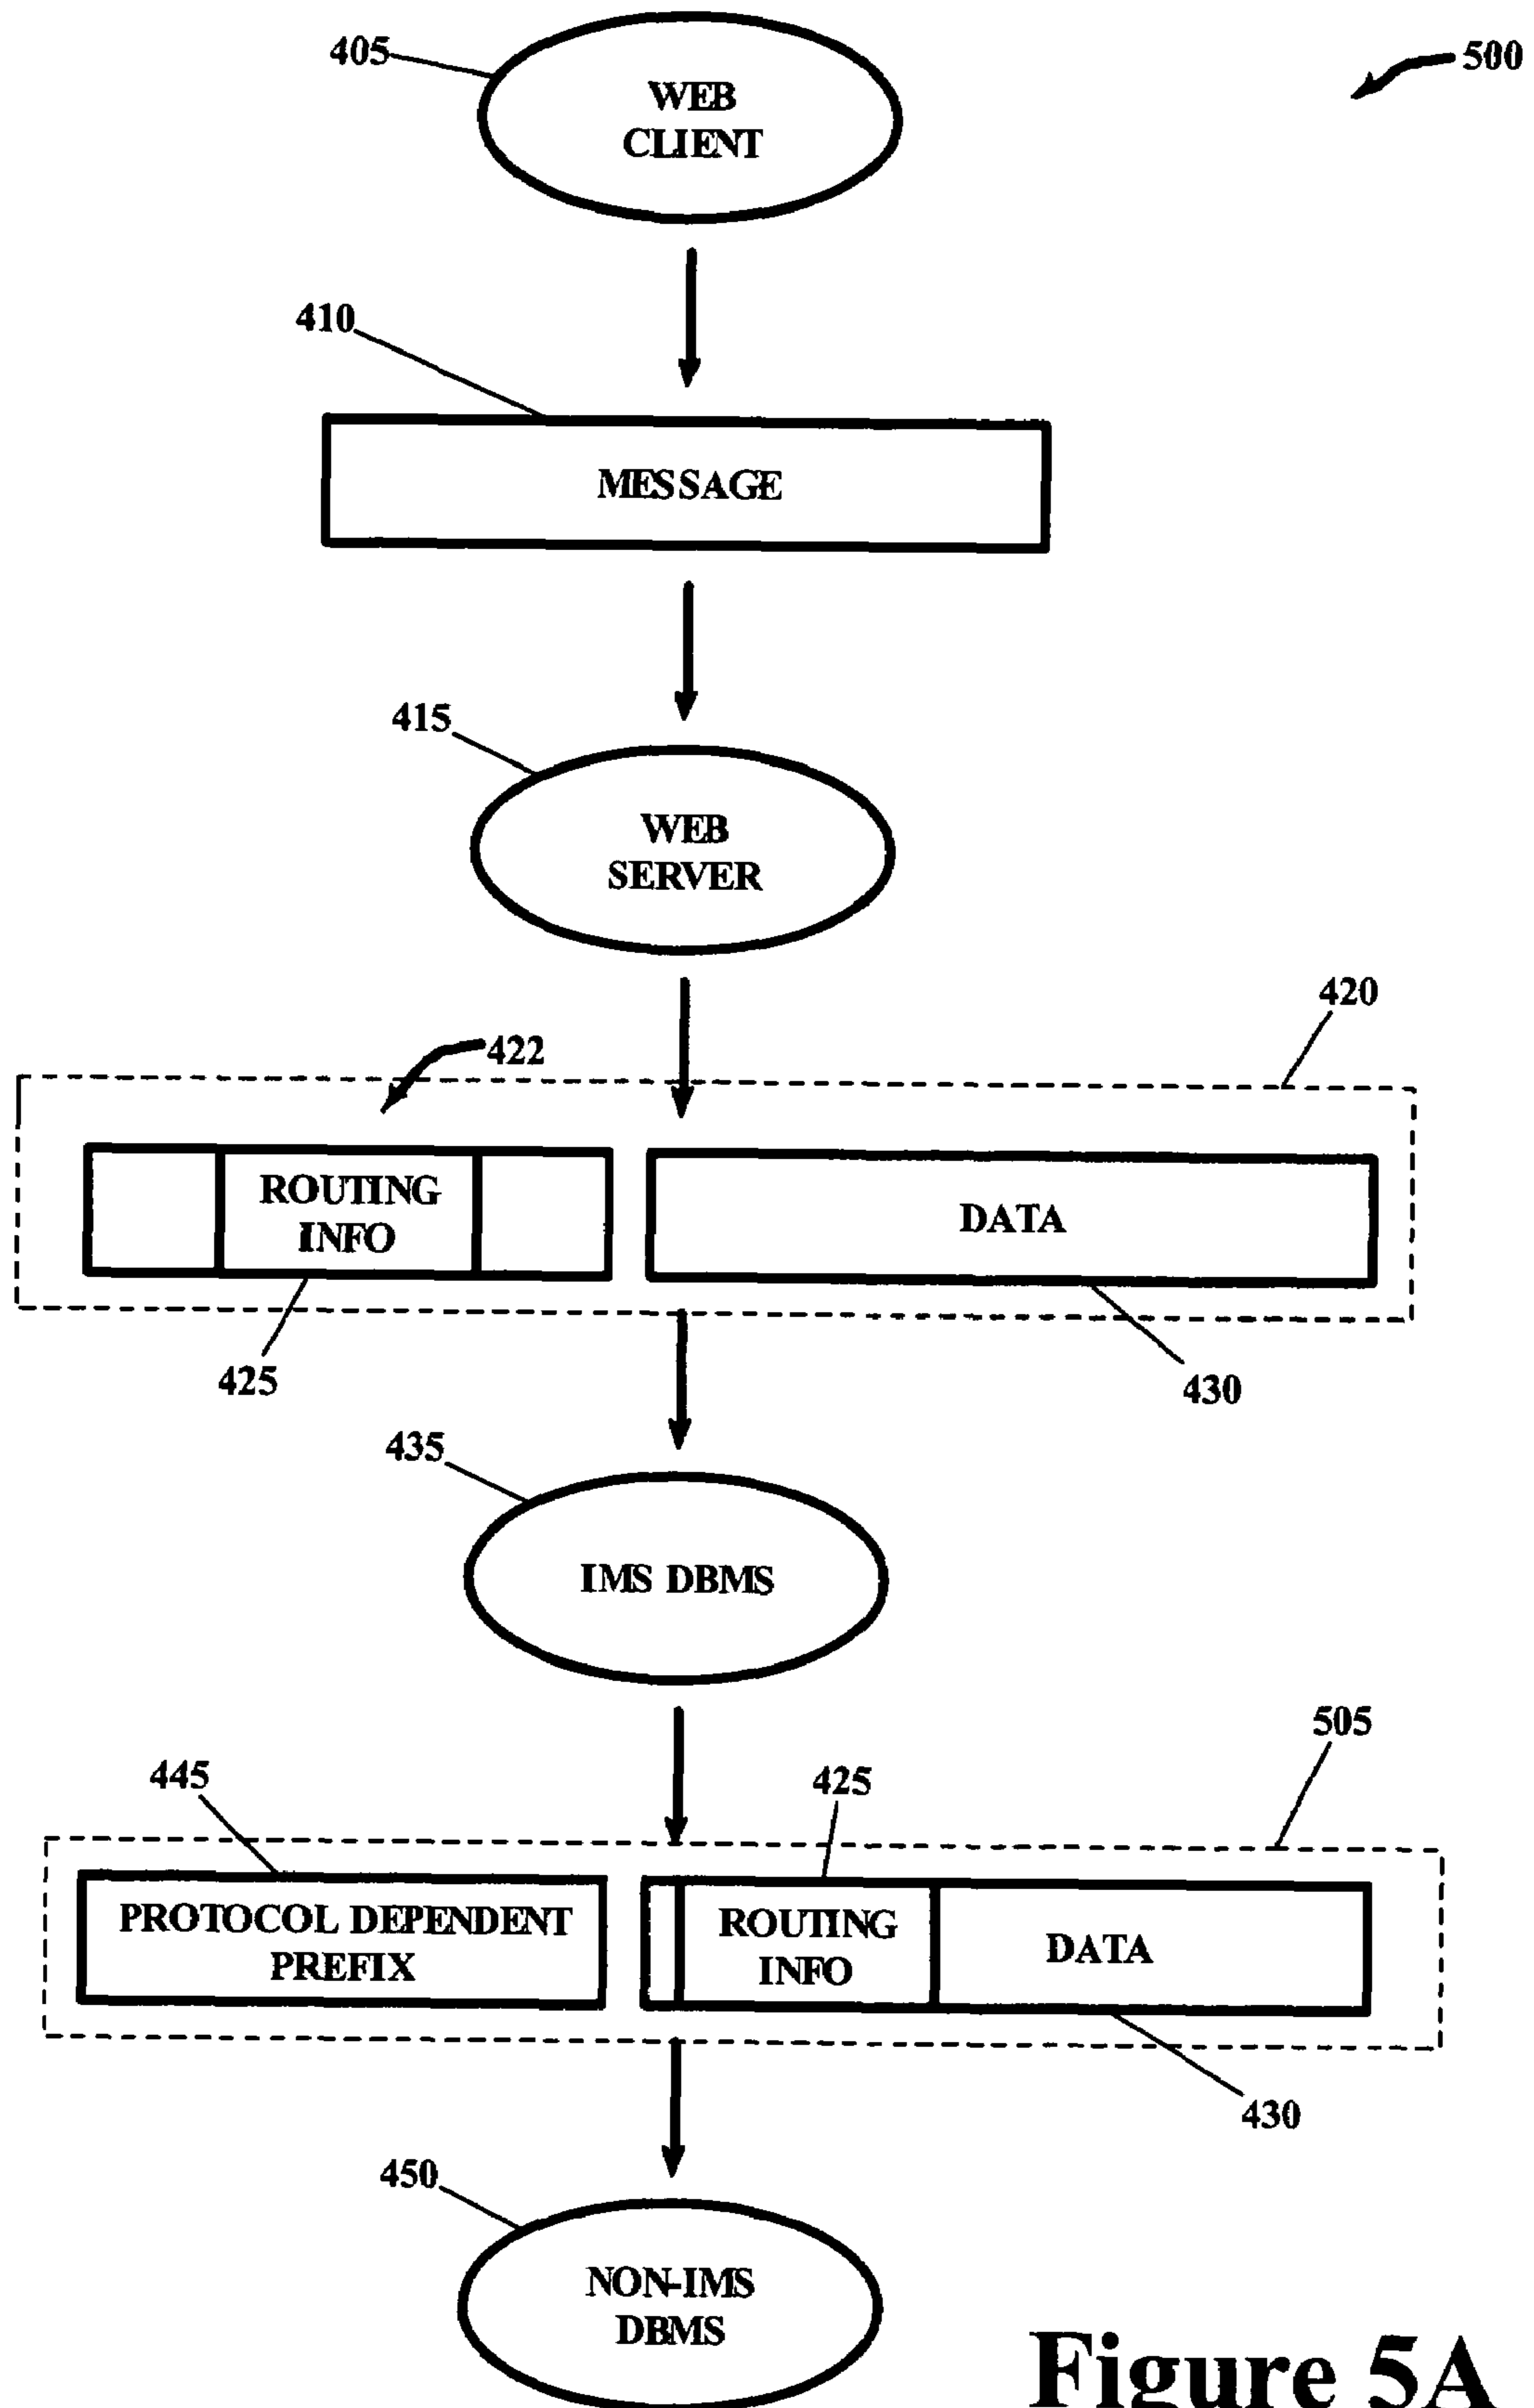 405
500
WEB
CLIENT
410
MESSAGE
415
WEB
SERVER
420
422
ROUTING
INFO
DATA
425
430
435
IMS DBMS
505
445
425
PROTOCOL DEPENDENT
PREFIX
ROUTING
INFO
DATA
430
450
NON-IMS
DBMS
Figure 5A